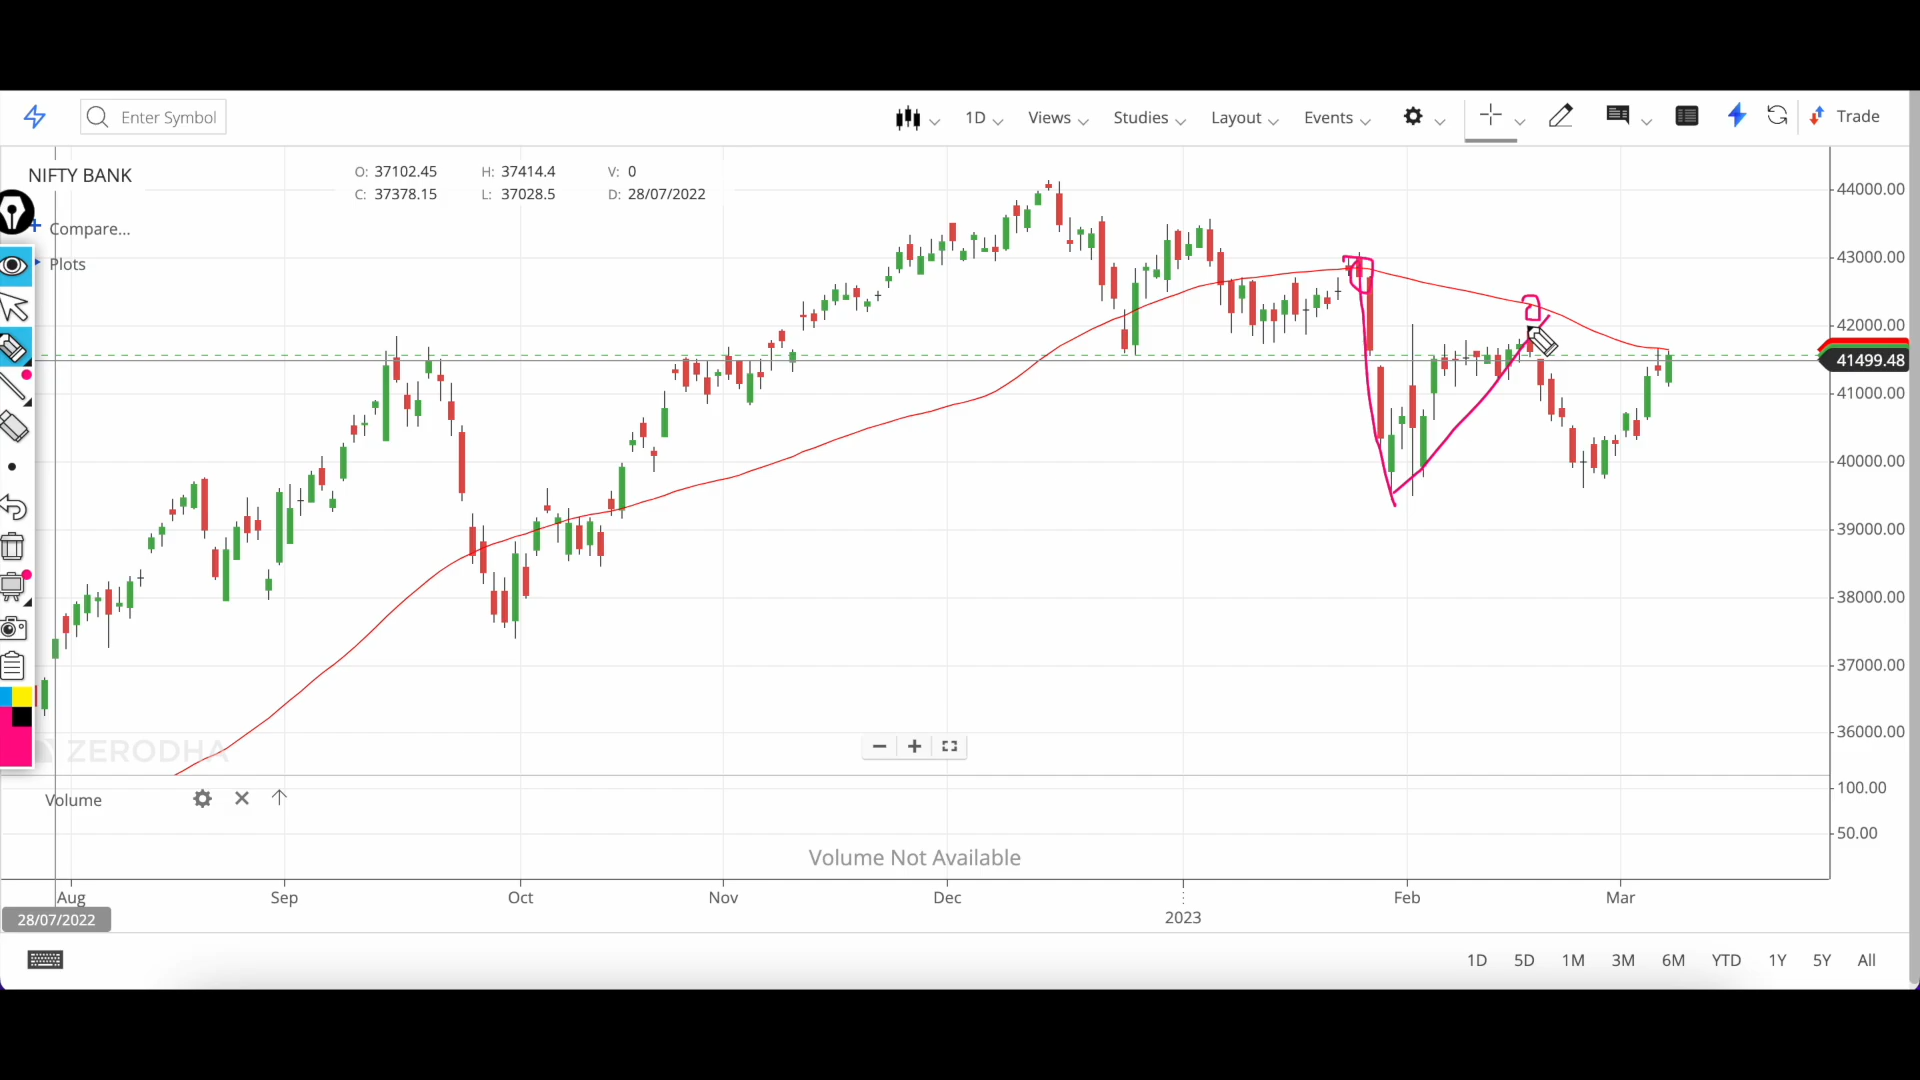 Enter Symbol
1D
Views
Studies
Layout
Events
Trade
NIFTY BANK
O: 37102.45 H: 37414.4 V: 0
C: 37378.15 L: 37028.5 D: 28/07/2022
Compare...
Plots
44000.00
43000.00
42000.00
41499.48
41000.00
40000.00
39000.00
38000.00
37000.00
36000.00
ZERODHA
Volume
100.00
50.00
Volume Not Available
Aug Sep Oct Nov Dec 2023 Feb Mar
28/07/2022
1D 5D 1M 3M 6M YTD 1Y 5Y All